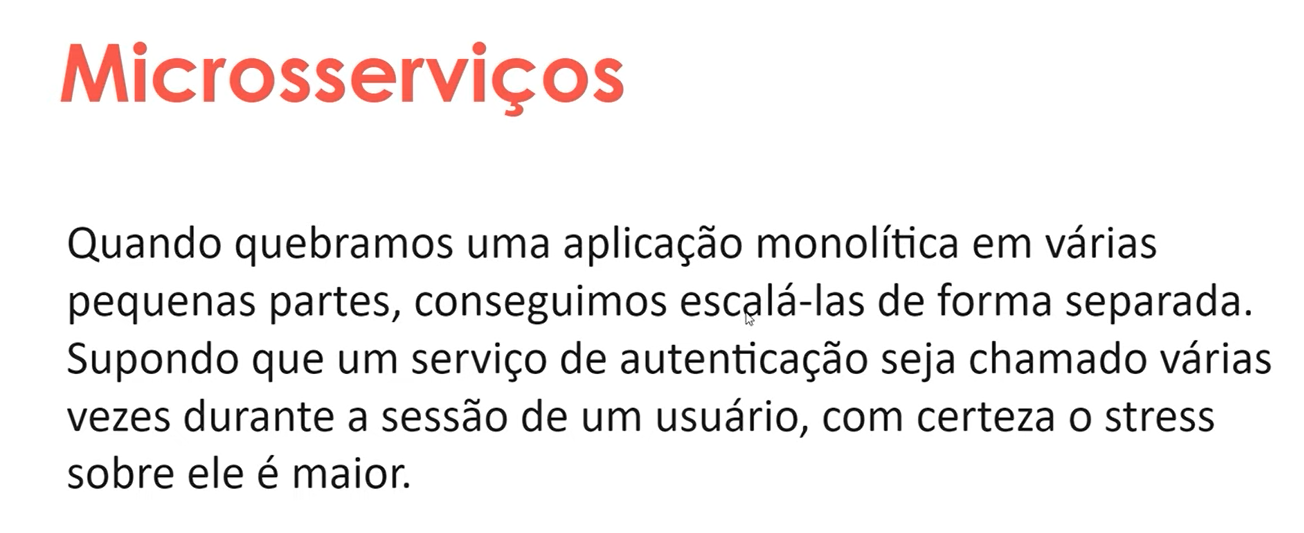 Microsserviços
Quando quebramos uma aplicação monolítica em várias
pequenas partes, conseguimos escalá-las de forma separada.
Supondo que um serviço de autenticação seja chamado várias
vezes durante a sessão de um usuário, com certeza o stress
sobre ele é maior.